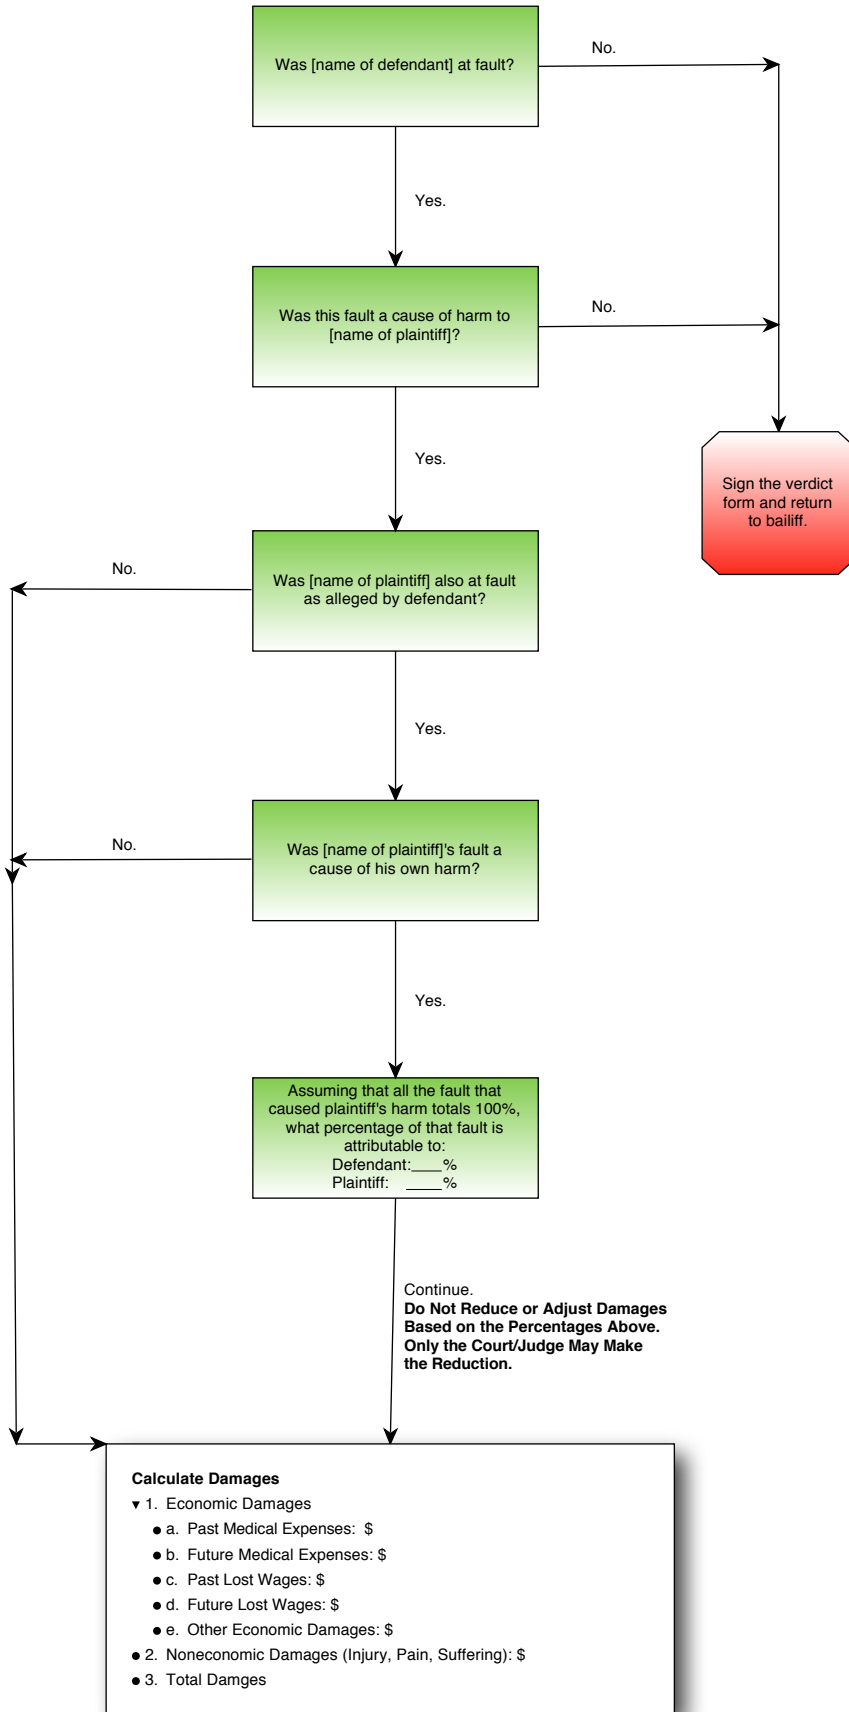 Was [name of defendant] at fault?
No.
Yes.
Was this fault a cause of harm to
[name of plaintiff]?
No.
Yes.
Sign the verdict
form and return
to bailiff.
Was [name of plaintiff] also at fault
as alleged by defendant?
No.
Yes.
Was [name of plaintiff]'s fault a
cause of his own harm?
No.
Yes.
Assuming that all the fault that
caused plaintiff's harm totals 100%,
what percentage of that fault is
attributable to:
Defendant:____%
Plaintiff: ____%
Continue.
Do Not Reduce or Adjust Damages
Based on the Percentages Above.
Only the Court/Judge May Make
the Reduction.
Calculate Damages
1. Economic Damages
a. Past Medical Expenses: $
b. Future Medical Expenses: $
c. Past Lost Wages: $
d. Future Lost Wages: $
e. Other Economic Damages: $
2. Noneconomic Damages (Injury, Pain, Suffering): $
3. Total Damges